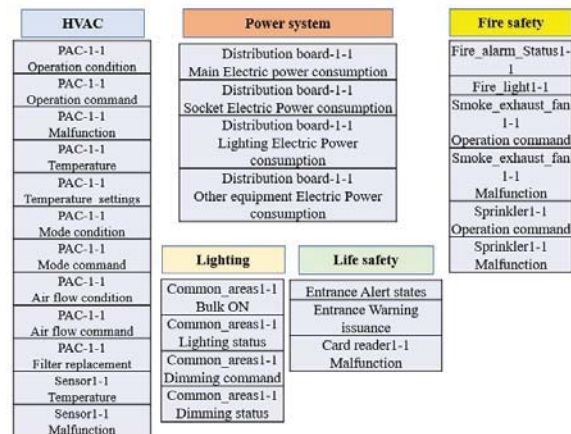 HVAC
PAC-1-1
Operation condition
PAC-1-1
Operation command
PAC-1-1
Malfunction
PAC-1-1
Temperature
PAC-1-1
Temperature settings
PAC-1-1
Mode condition
PAC-1-1
Mode command
PAC-1-1
Air flow condition
PAC-1-1
Air flow command
PAC-1-1
Filter replacement
Sensor1-1
Temperature
Sensor1-1
Malfunction
Power system
Distribution board-1-1
Main Electric power consumption
Distribution board-1-1
Socket Electric Power consumption
Distribution board-1-1
Lighting Electric Power
consumption
Distribution board-1-1
Other equipment Electric Power
consumption
Lighting
Common_areas1-1
Bulk ON
Common_areas1-1
Lighting status
Common_areas1-1
Dimming command
Common_areas1-1
Dimming status
Life safety
Entrance Alert states
Entrance Warning
issuance
Card reader1-1
Malfunction
Fire safety
Fire_alarm_Status1-
1
Fire_light1-1
Smoke_exhaust_fan
1-1
Operation command
Smoke_exhaust_fan
1-1
Malfunction
Sprinkler1-1
Operation command
Sprinkler1-1
Malfunction